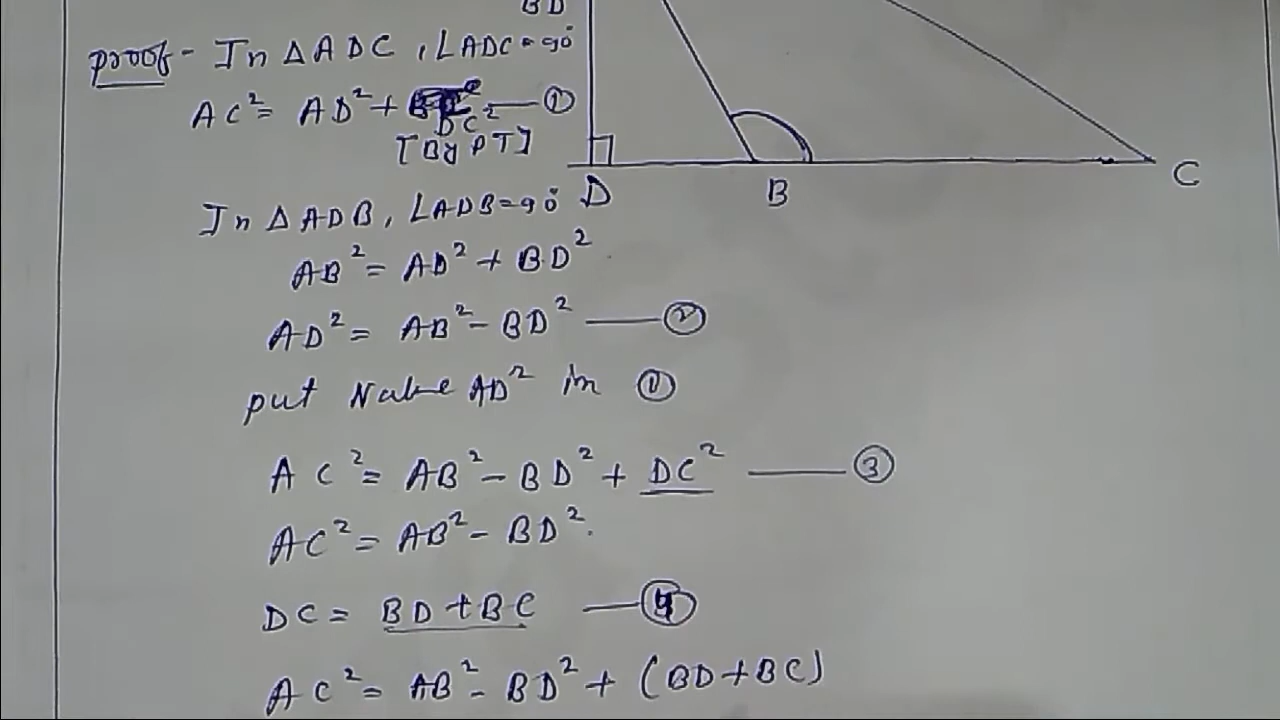 BD
proof - In △ADC, ∠ADC = 90°
AC² = AD² + DC² — ①
[By PT]
D
B
C
In △ADB, ∠ADB = 90°
AB² = AD² + BD²
AD² = AB² - BD² — ②
put Value AD² in ①
AC² = AB² - BD² + DC² — ③
AC² = AB² - BD².
DC = BD + BC — ④
AC² = AB² - BD² + (BD + BC)